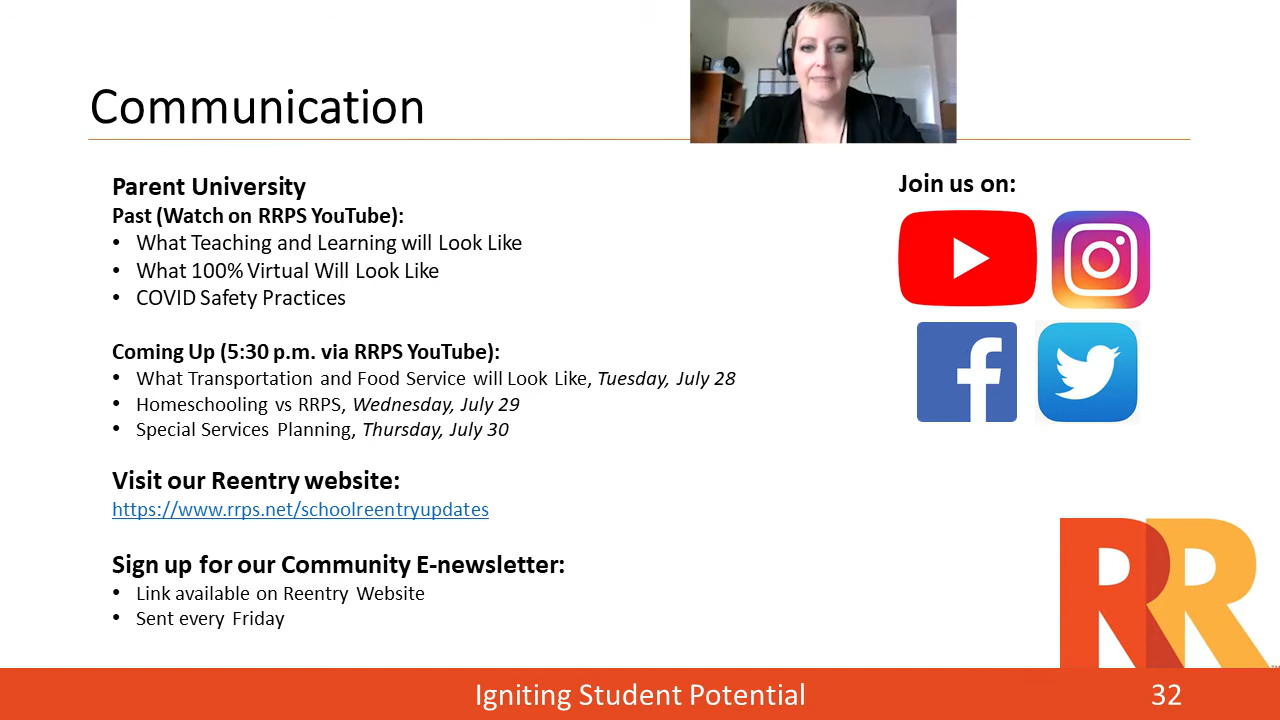 Communication
Parent University
Past (Watch on RRPS YouTube):
• What Teaching and Learning will Look Like
• What 100% Virtual Will Look Like
• COVID Safety Practices
Coming Up (5:30 p.m. via RRPS YouTube):
• What Transportation and Food Service will Look Like, Tuesday, July 28
• Homeschooling vs RRPS, Wednesday, July 29
• Special Services Planning, Thursday, July 30
Visit our Reentry website:
https://www.rrps.net/schoolreentryupdates
Sign up for our Community E-newsletter:
• Link available on Reentry Website
• Sent every Friday
Join us on:
RR
Igniting Student Potential
32